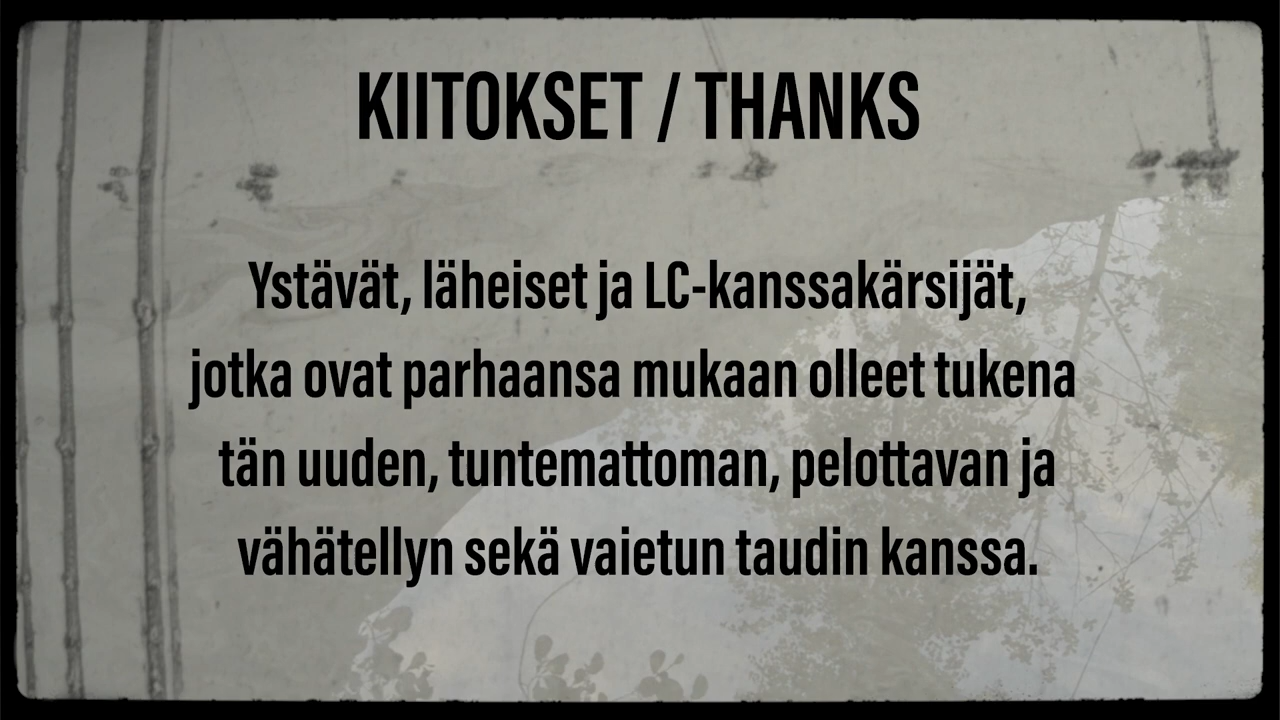 KIITOKSET / THANKS
Ystävät, läheiset ja LC-kanssakärsijät,
jotka ovat parhaansa mukaan olleet tukena
tän uuden, tuntemattoman, pelottavan ja
vähätellyn sekä vaietun taudin kanssa.